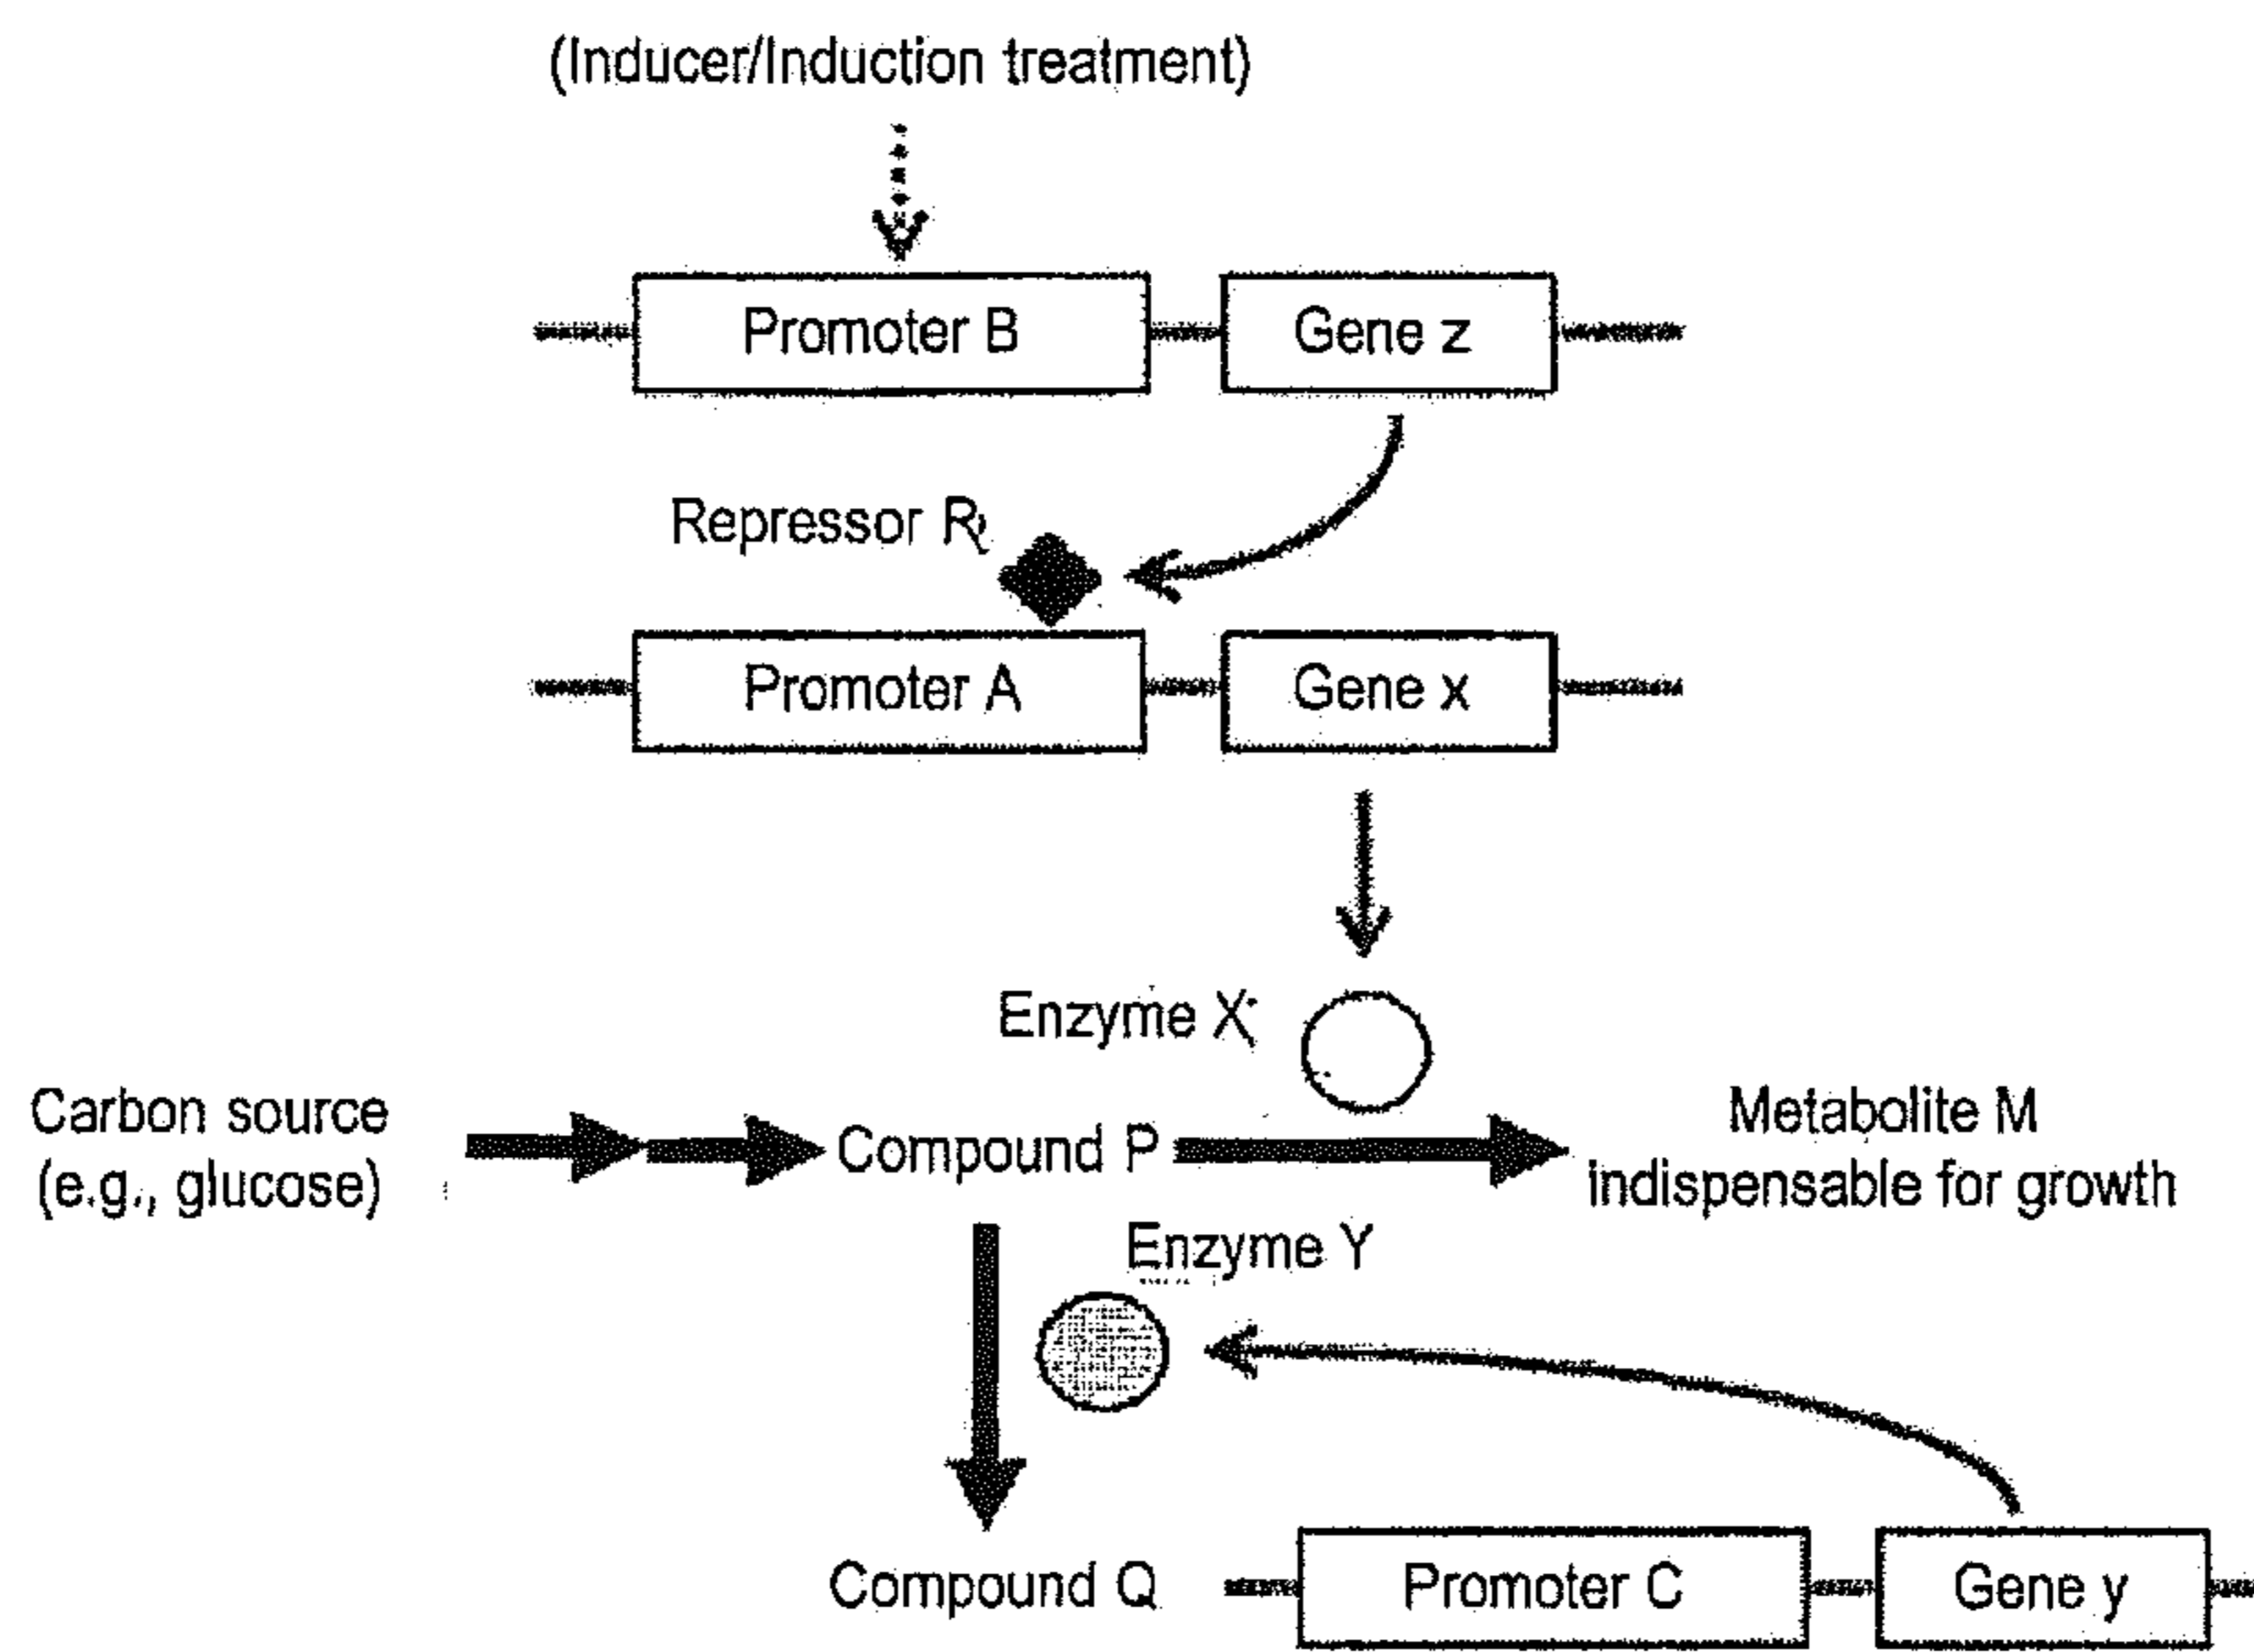 (Inducer/Induction treatment)
Promoter B
Gene z
Repressor R
Promoter A
Gene x
Enzyme X
Carbon source
(e.g., glucose)
Compound P
Metabolite M
indispensable for growth
Enzyme Y
Compound Q
Promoter C
Gene y